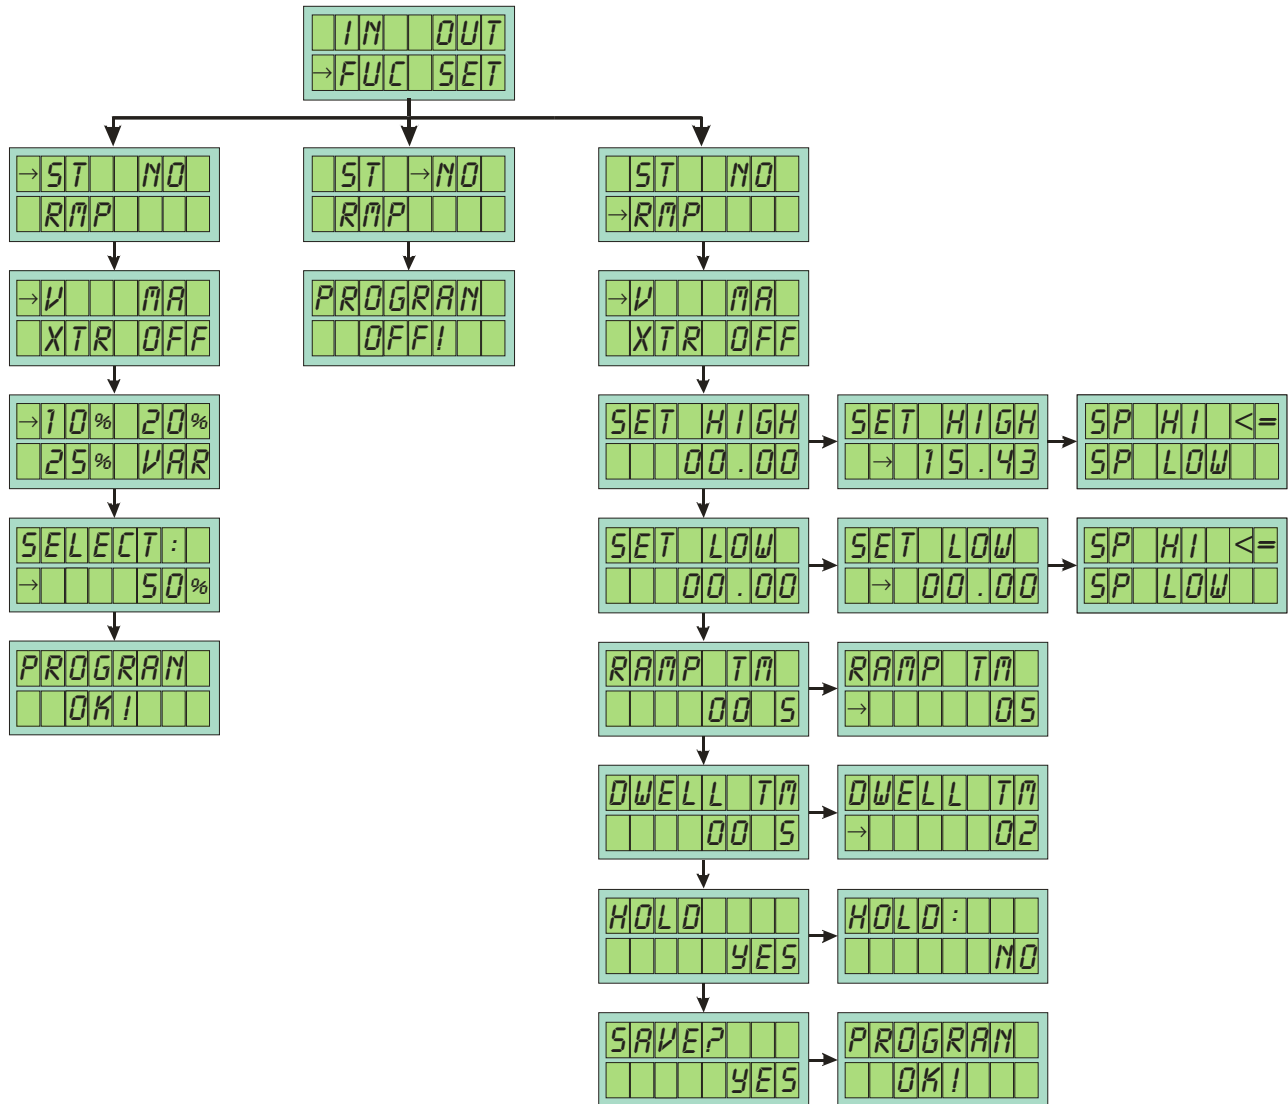 IN OUT
→FUC SET
→ST NO
RMP
ST →NO
RMP
ST NO
→RMP
→V MA
XTR OFF
PROGRAN
OFF!
→V MA
XTR OFF
→10% 20%
25% VAR
SET HIGH
00.00
SET HIGH
→ 15.43
SP HI <=
SP LOW
SELECT:
→ 50%
SET LOW
00.00
SET LOW
→ 00.00
SP HI <=
SP LOW
PROGRAN
OK!
RAMP TM
00 S
RAMP TM
→ 05
DWELL TM
00 S
DWELL TM
→ 02
HOLD
YES
HOLD:
NO
SAVE?
YES
PROGRAN
OK!